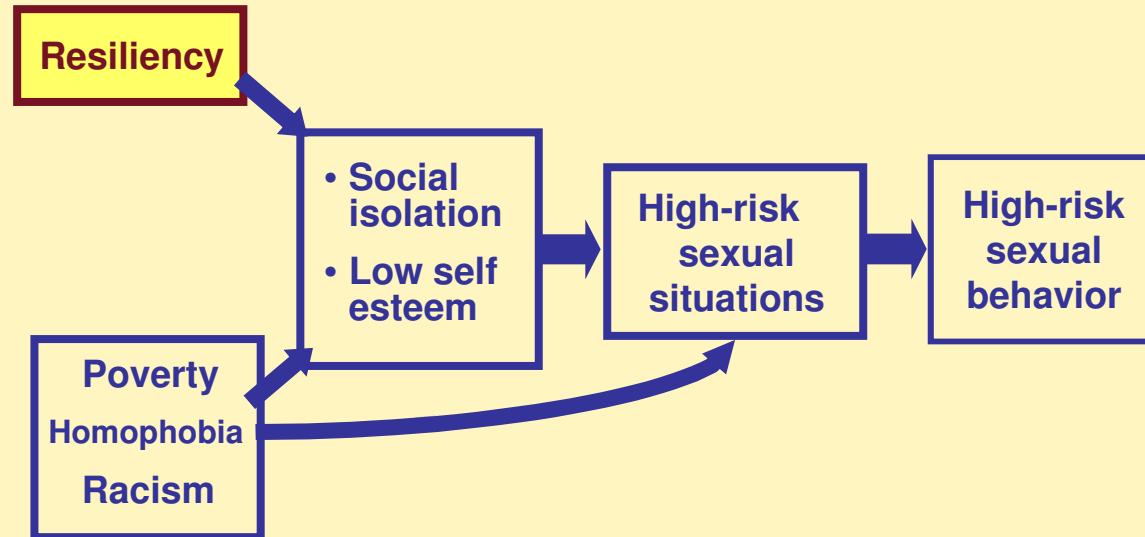 Resiliency
• Social
isolation
• Low self
esteem
High-risk
sexual
situations
High-risk
sexual
behavior
Poverty
Homophobia
Racism